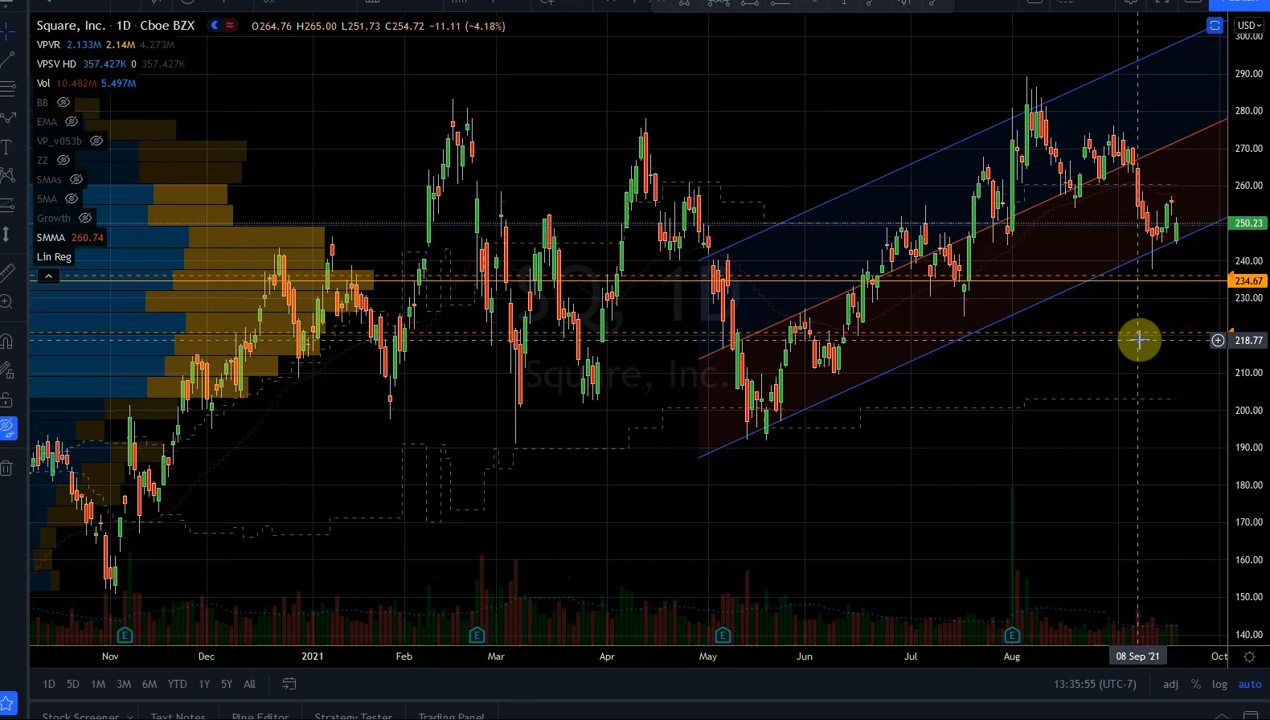 Square, Inc. · 1D · Cboe BZX O264.76 H265.00 L251.73 C254.72 −11.11 (−4.18%)
USD
VPVR 2.133M 2.14M 4.273M
VPSV HD 357.427K 0 357.427K
Vol 10.482M 5.497M
BB
EMA
VP_v053b
ZZ
SMAs
5MA
Growth
SMMA 260.74
Lin Reg
300.00
290.00
280.00
270.00
260.00
250.23
240.00
234.67
230.00
218.77
210.00
200.00
190.00
180.00
170.00
160.00
150.00
140.00
SQ, 1D
Square, Inc.
E E E E
Nov Dec 2021 Feb Mar Apr May Jun Jul Aug 08 Sep '21 Oct
1D 5D 1M 3M 6M YTD 1Y 5Y All 13:35:55 (UTC-7) adj % log auto
Stock Screener Text Notes Pine Editor Strategy Tester Trading Panel